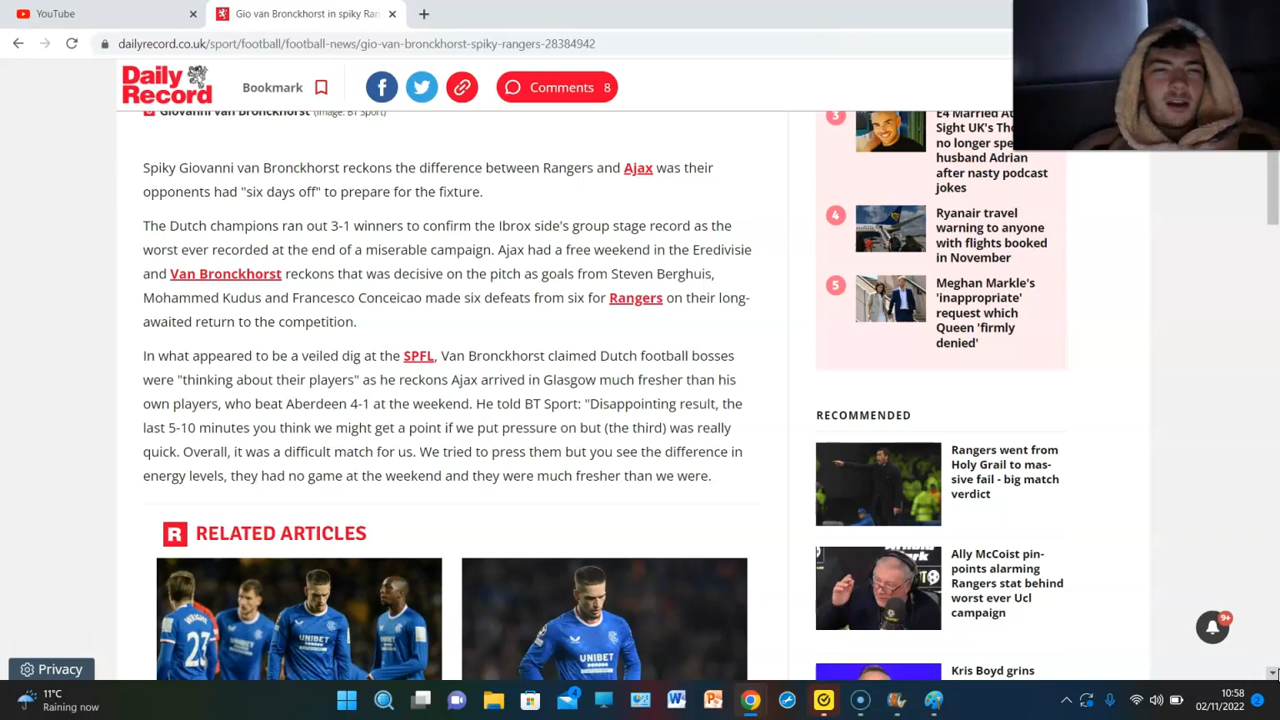 YouTube
Gio van Bronckhorst in spiky Ran
dailyrecord.co.uk/sport/football/football-news/gio-van-bronckhorst-spiky-rangers-28384942
Daily
Record
Bookmark
Comments 8
Giovanni van Bronckhorst (Image: BT Sport)
Spiky Giovanni van Bronckhorst reckons the difference between Rangers and Ajax was their
opponents had "six days off" to prepare for the fixture.
The Dutch champions ran out 3-1 winners to confirm the Ibrox side's group stage record as the
worst ever recorded at the end of a miserable campaign. Ajax had a free weekend in the Eredivisie
and Van Bronckhorst reckons that was decisive on the pitch as goals from Steven Berghuis,
Mohammed Kudus and Francesco Conceicao made six defeats from six for Rangers on their long-
awaited return to the competition.
In what appeared to be a veiled dig at the SPFL, Van Bronckhorst claimed Dutch football bosses
were "thinking about their players" as he reckons Ajax arrived in Glasgow much fresher than his
own players, who beat Aberdeen 4-1 at the weekend. He told BT Sport: "Disappointing result, the
last 5-10 minutes you think we might get a point if we put pressure on but (the third) was really
quick. Overall, it was a difficult match for us. We tried to press them but you see the difference in
energy levels, they had no game at the weekend and they were much fresher than we were.
R RELATED ARTICLES
23
UNIBET
UNIBET
3
E4 Married At
Sight UK's Tho
no longer spe
husband Adrian
after nasty podcast
jokes
4
Ryanair travel
warning to anyone
with flights booked
in November
5
Meghan Markle's
'inappropriate'
request which
Queen 'firmly
denied'
RECOMMENDED
Rangers went from
Holy Grail to mas-
sive fail - big match
verdict
Ally McCoist pin-
points alarming
Rangers stat behind
worst ever Ucl
campaign
Kris Boyd grins
9+
Privacy
11°C
Raining now
10:58
02/11/2022